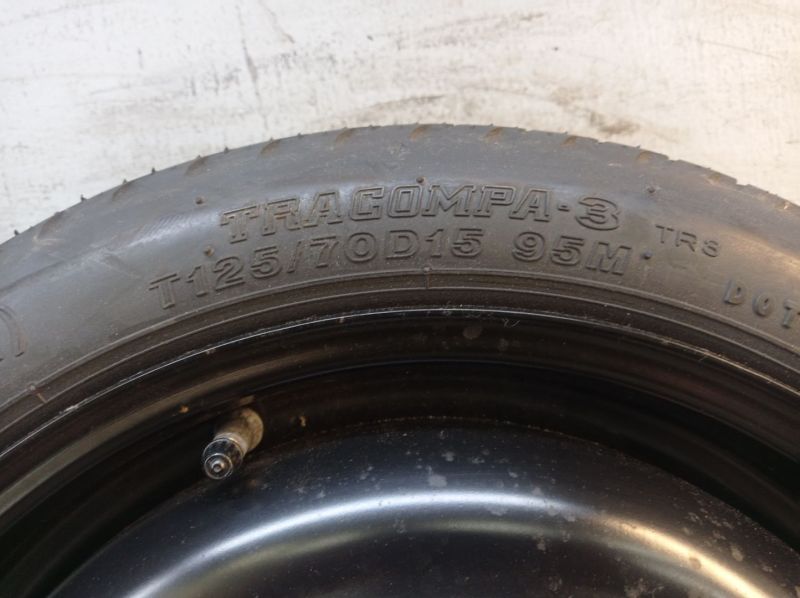 TRACOMPA-3
T125/70D15 95M
TR3
DOT